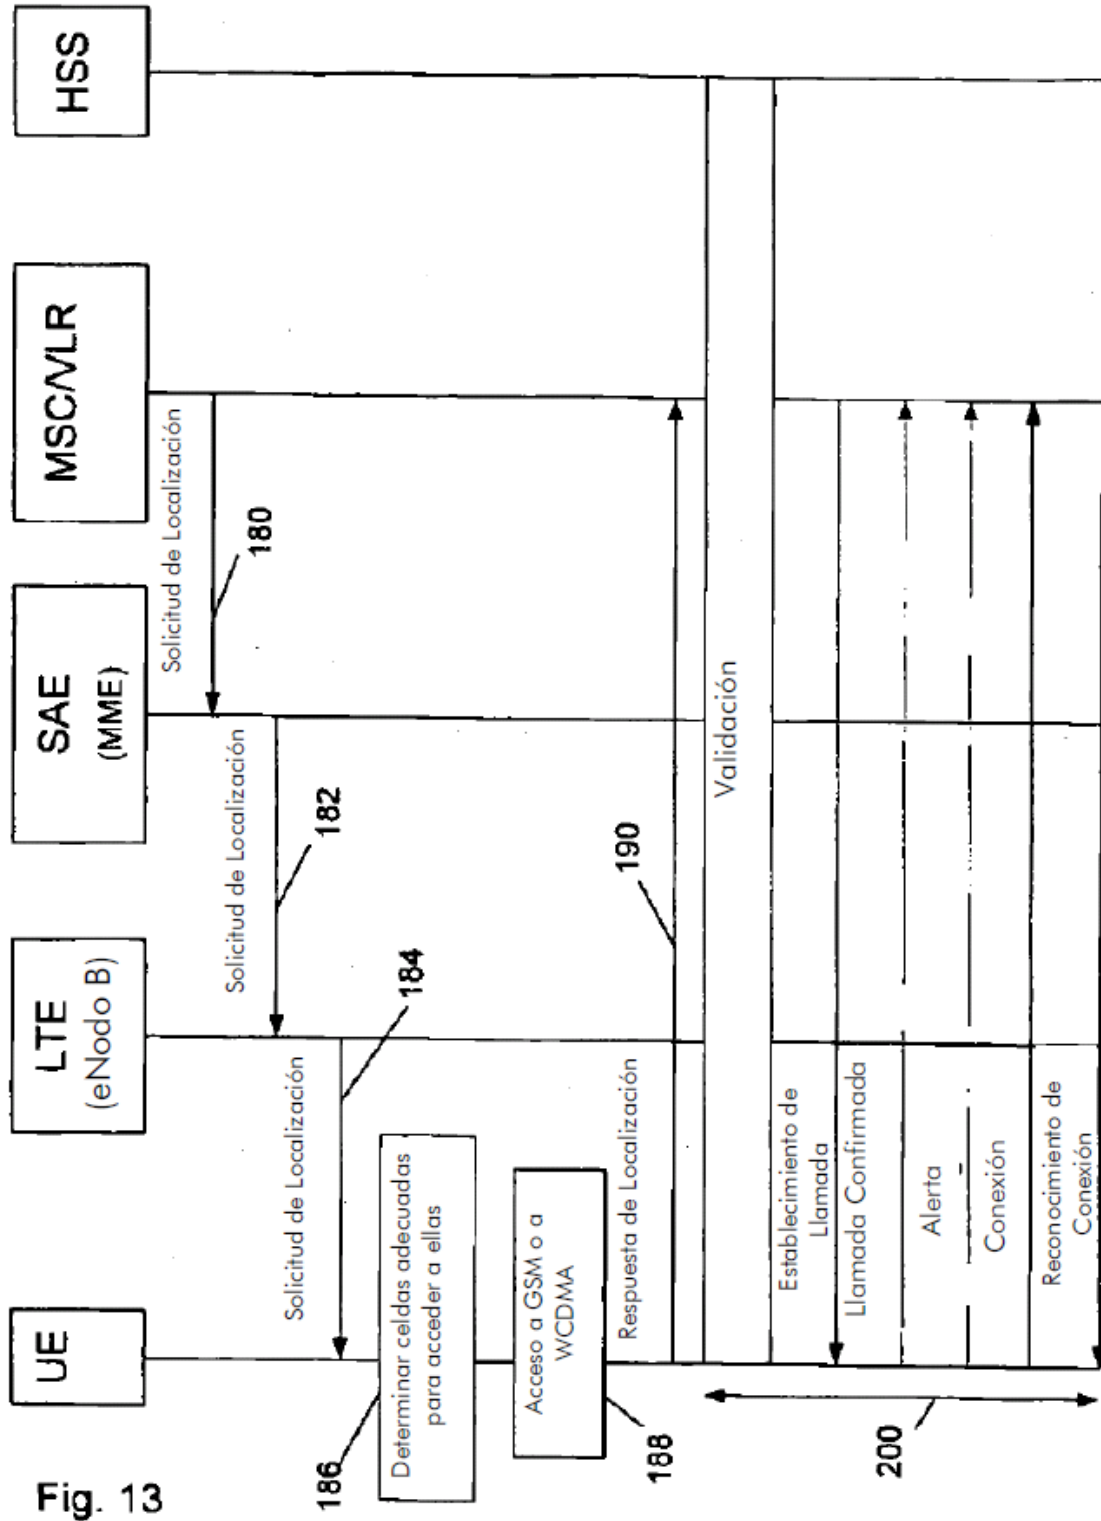 UE
LTE
(eNodo B)
SAE
(MME)
MSC/VLR
HSS
Solicitud de Localización
180
Solicitud de Localización
182
Solicitud de Localización
184
Determinar celdas adecuadas
para acceder a ellas
186
Acceso a GSM o a
WCDMA
188
Respuesta de Localización
190
Validación
Establecimiento de
Llamada
Llamada Confirmada
Alerta
Conexión
Reconocimiento de
Conexión
200
Fig. 13